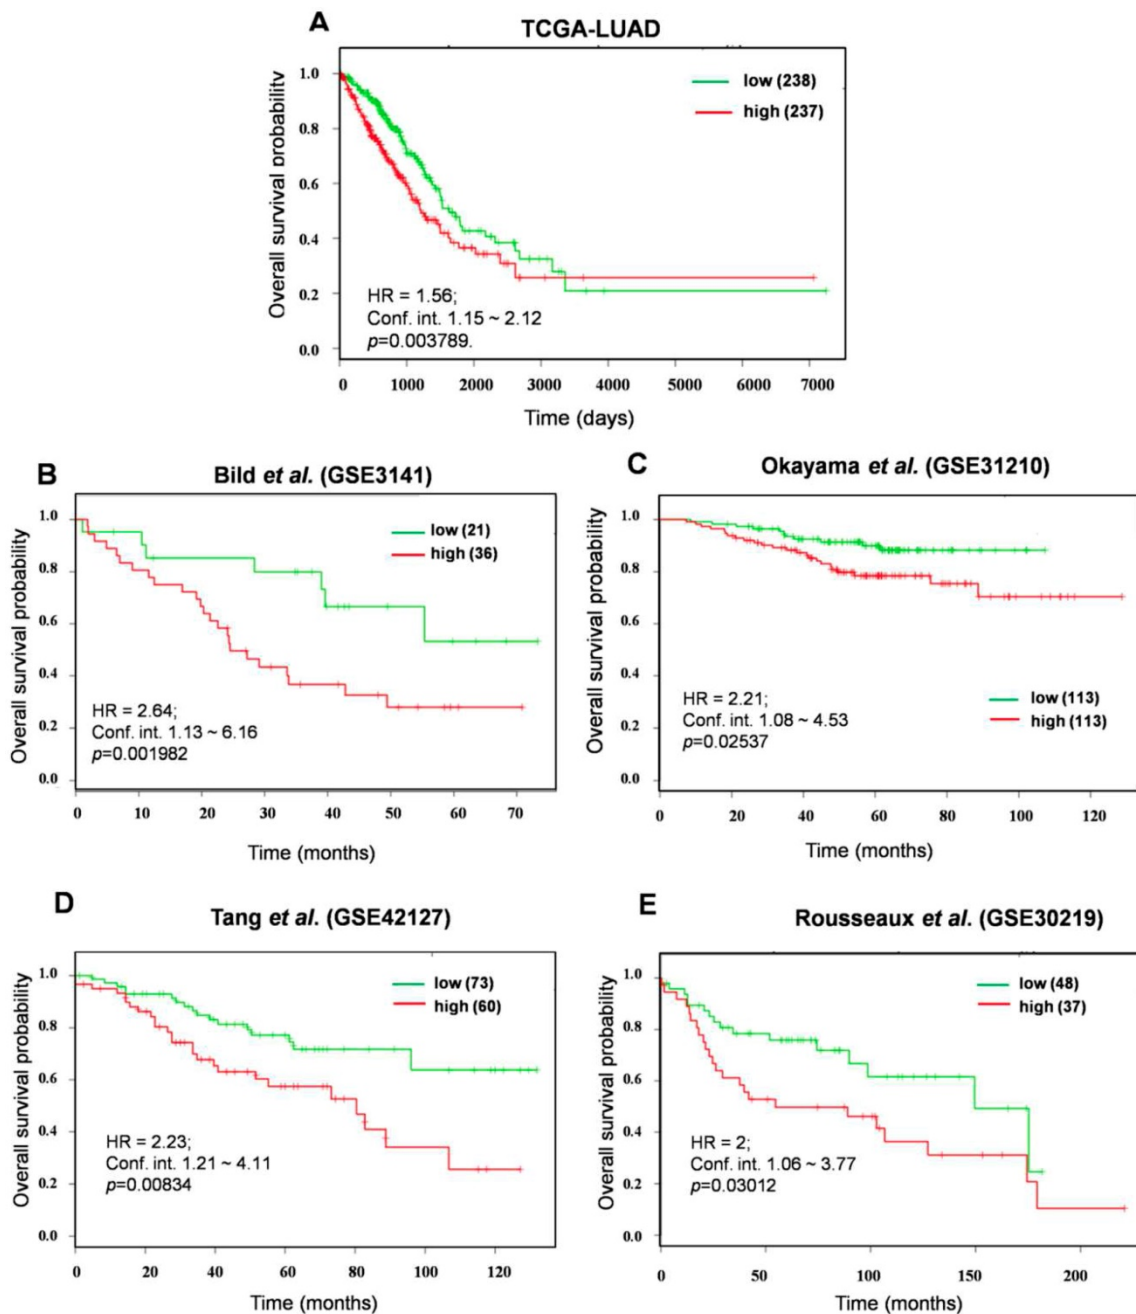 A
TCGA-LUAD
Overall survival probability
1.0
0.8
0.6
0.4
0.2
0.0
low (238)
high (237)
HR = 1.56;
Conf. int. 1.15 ~ 2.12
p=0.003789.
0 1000 2000 3000 4000 5000 6000 7000
Time (days)
B
Bild et al. (GSE3141)
Overall survival probability
1.0
0.8
0.6
0.4
0.2
0.0
low (21)
high (36)
HR = 2.64;
Conf. int. 1.13 ~ 6.16
p=0.001982
0 10 20 30 40 50 60 70
Time (months)
C
Okayama et al. (GSE31210)
Overall survival probability
1.0
0.8
0.6
0.4
0.2
0.0
HR = 2.21;
Conf. int. 1.08 ~ 4.53
p=0.02537
low (113)
high (113)
0 20 40 60 80 100 120
Time (months)
D
Tang et al. (GSE42127)
Overall survival probability
1.0
0.8
0.6
0.4
0.2
0.0
low (73)
high (60)
HR = 2.23;
Conf. int. 1.21 ~ 4.11
p=0.00834
0 20 40 60 80 100 120
Time (months)
E
Rousseaux et al. (GSE30219)
Overall survival probability
1.0
0.8
0.6
0.4
0.2
0.0
low (48)
high (37)
HR = 2;
Conf. int. 1.06 ~ 3.77
p=0.03012
0 50 100 150 200
Time (months)